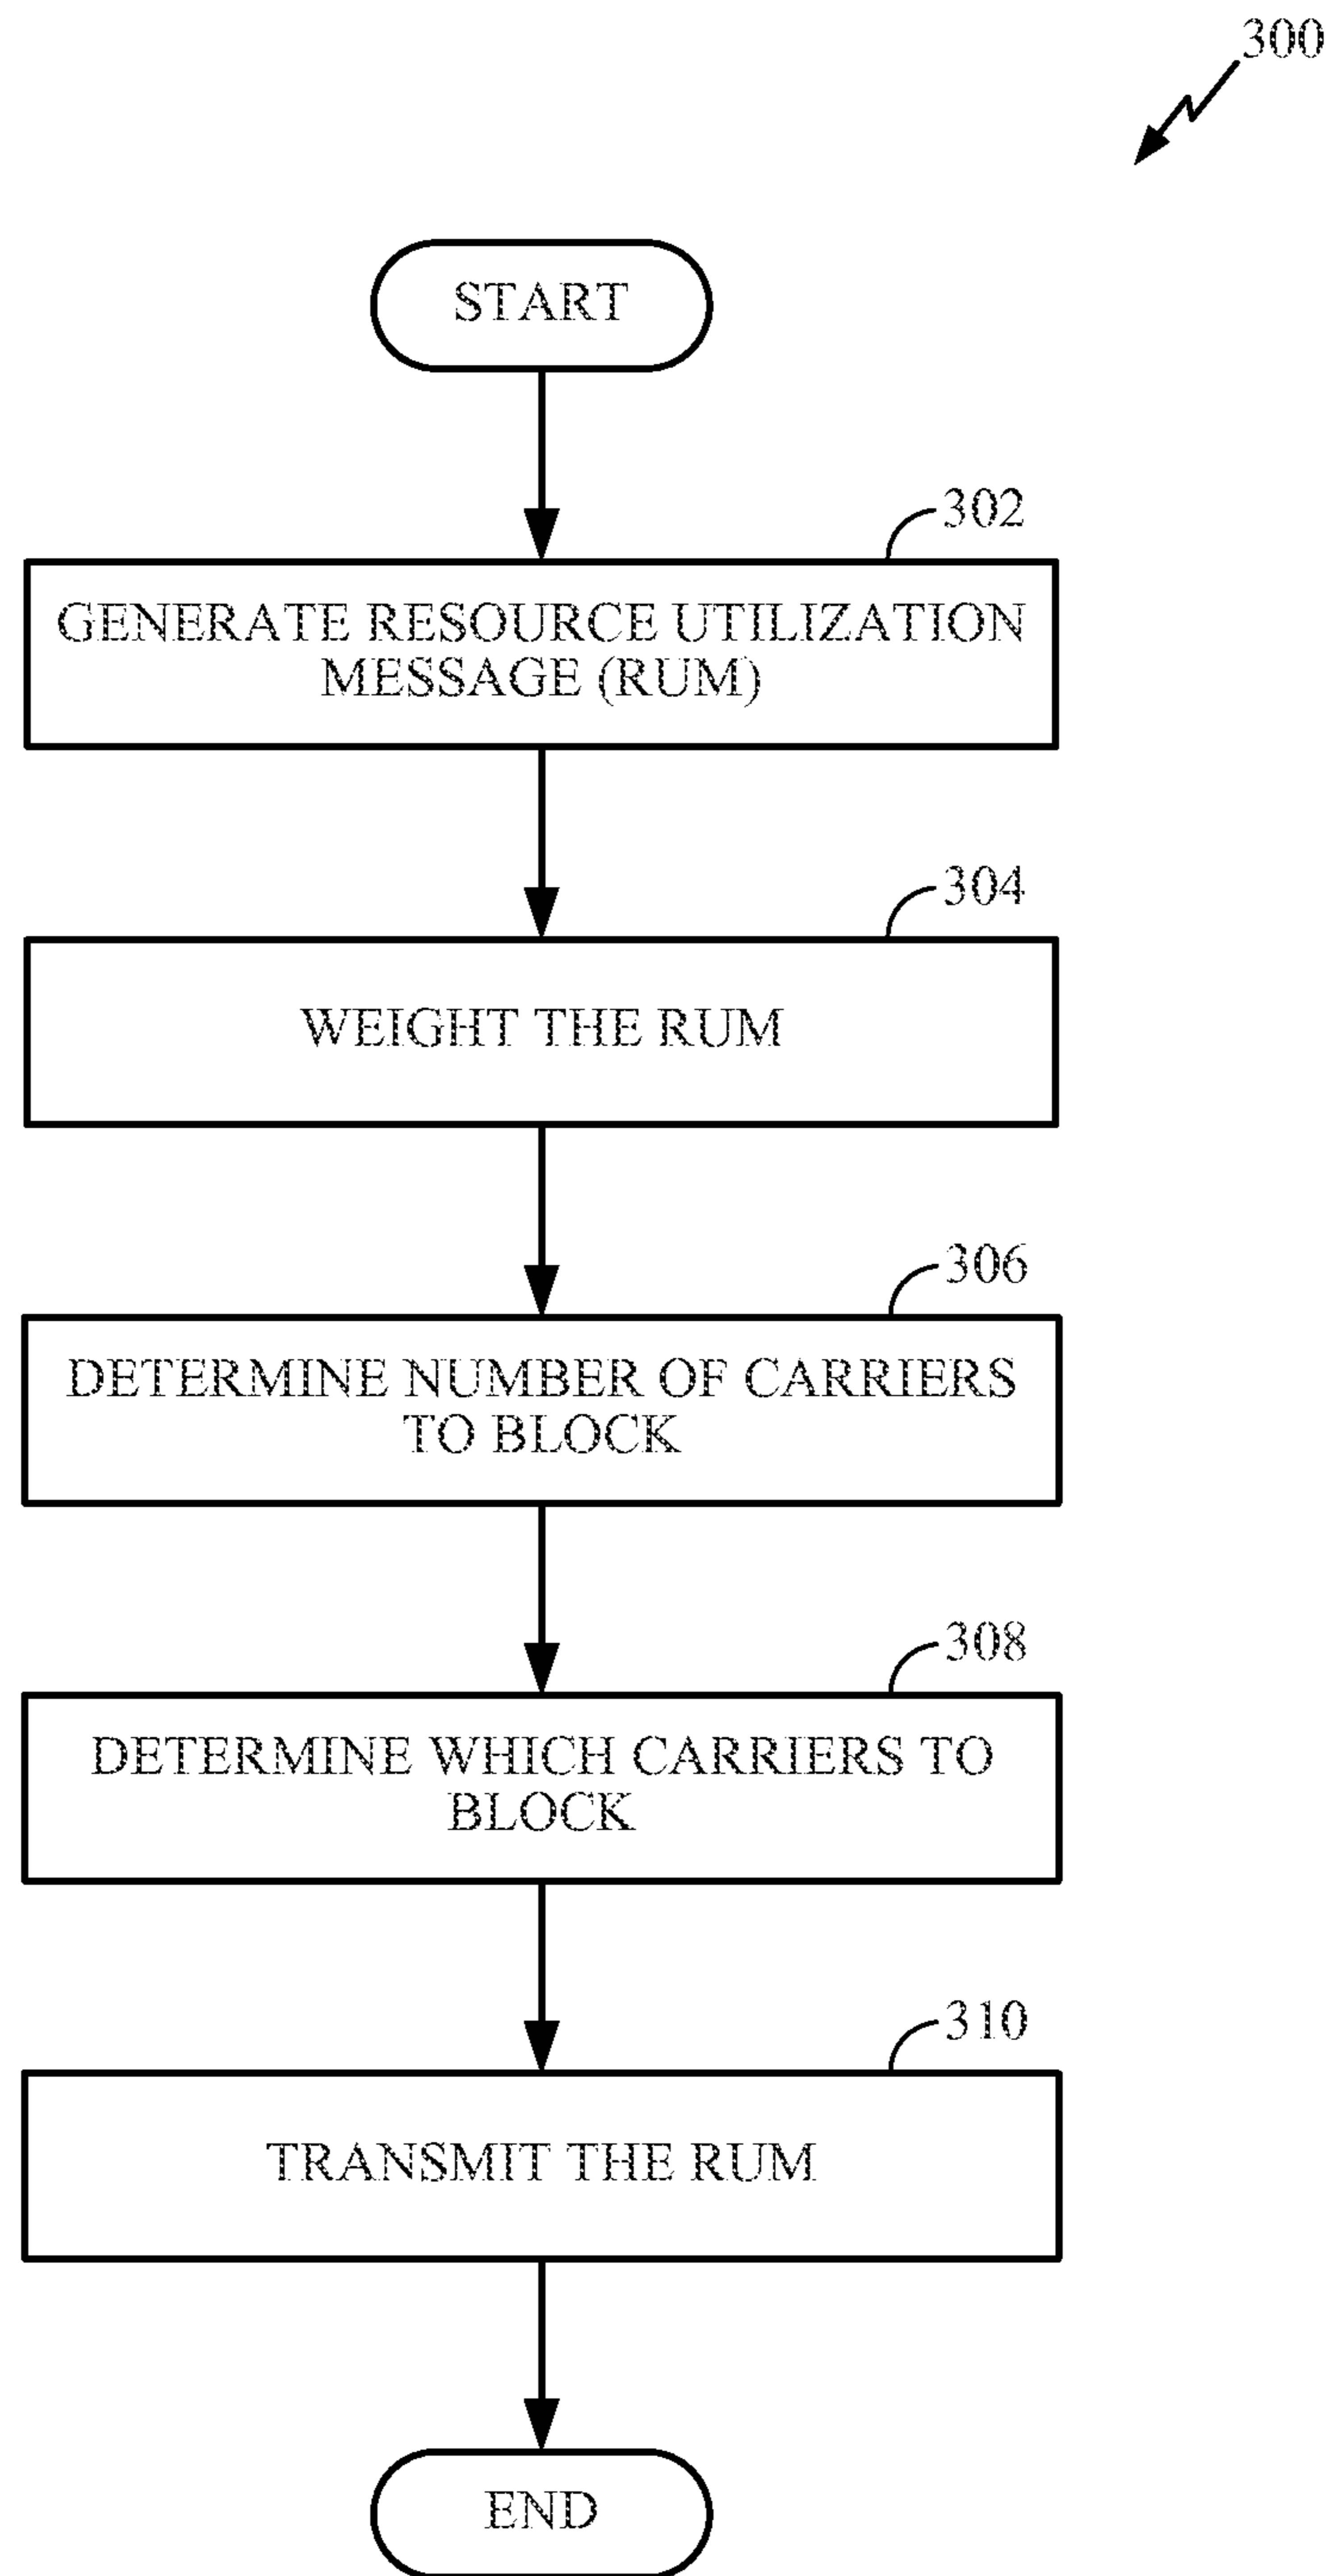 300
START
302
GENERATE RESOURCE UTILIZATION
MESSAGE (RUM)
304
WEIGHT THE RUM
306
DETERMINE NUMBER OF CARRIERS
TO BLOCK
308
DETERMINE WHICH CARRIERS TO
BLOCK
310
TRANSMIT THE RUM
END